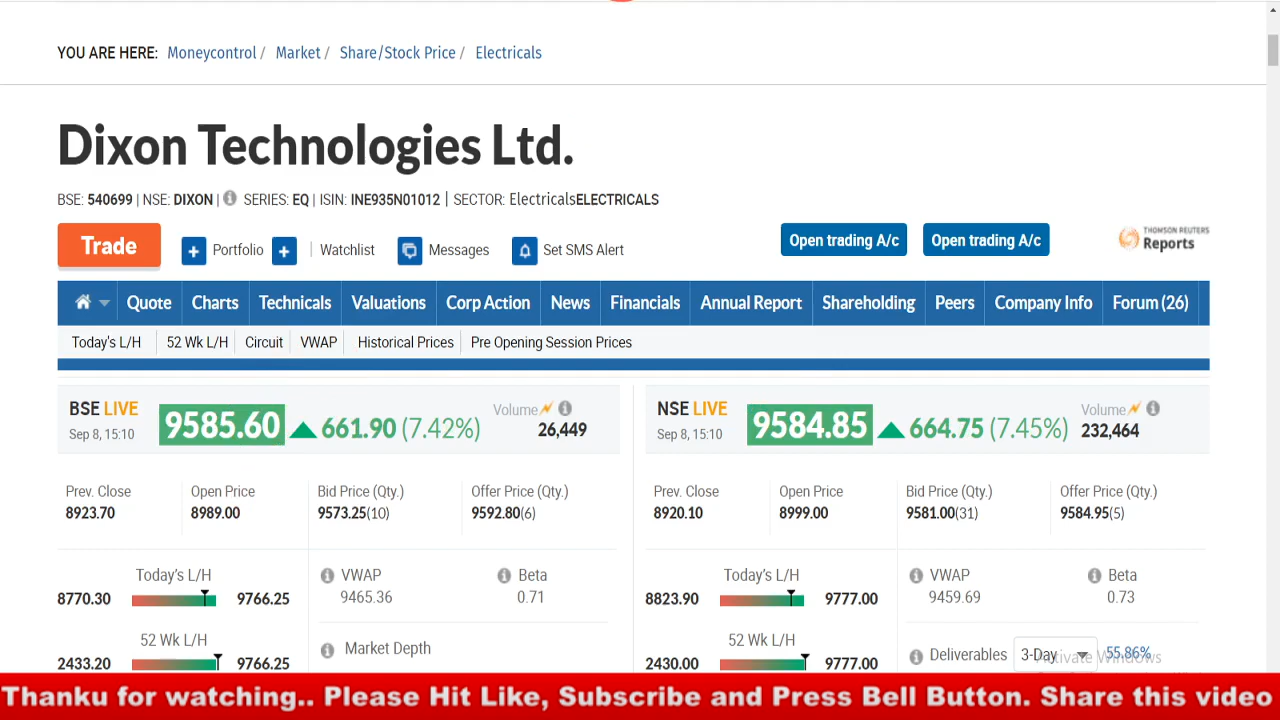 YOU ARE HERE: Moneycontrol / Market / Share/Stock Price / Electricals
Dixon Technologies Ltd.
BSE: 540699 | NSE: DIXON | SERIES: EQ | ISIN: INE935N01012 | SECTOR: ElectricalsELECTRICALS
Trade
Portfolio
Watchlist
Messages
Set SMS Alert
Open trading A/c
Open trading A/c
THOMSON REUTERS
Reports
Quote Charts Technicals Valuations Corp Action News Financials Annual Report Shareholding Peers Company Info Forum (26)
Today's L/H 52 Wk L/H Circuit VWAP Historical Prices Pre Opening Session Prices
BSE LIVE
Sep 8, 15:10
9585.60
661.90 (7.42%)
Volume
26,449
Prev. Close
8923.70
Open Price
8989.00
Bid Price (Qty.)
9573.25(10)
Offer Price (Qty.)
9592.80(6)
Today's L/H
8770.30 9766.25
VWAP
9465.36
Beta
0.71
52 Wk L/H
2433.20 9766.25
Market Depth
NSE LIVE
Sep 8, 15:10
9584.85
664.75 (7.45%)
Volume
232,464
Prev. Close
8920.10
Open Price
8999.00
Bid Price (Qty.)
9581.00(31)
Offer Price (Qty.)
9584.95(5)
Today's L/H
8823.90 9777.00
VWAP
9459.69
Beta
0.73
52 Wk L/H
2430.00 9777.00
Deliverables 3-Day 55.86%
Activate Windows
Thanku for watching.. Please Hit Like, Subscribe and Press Bell Button. Share this video